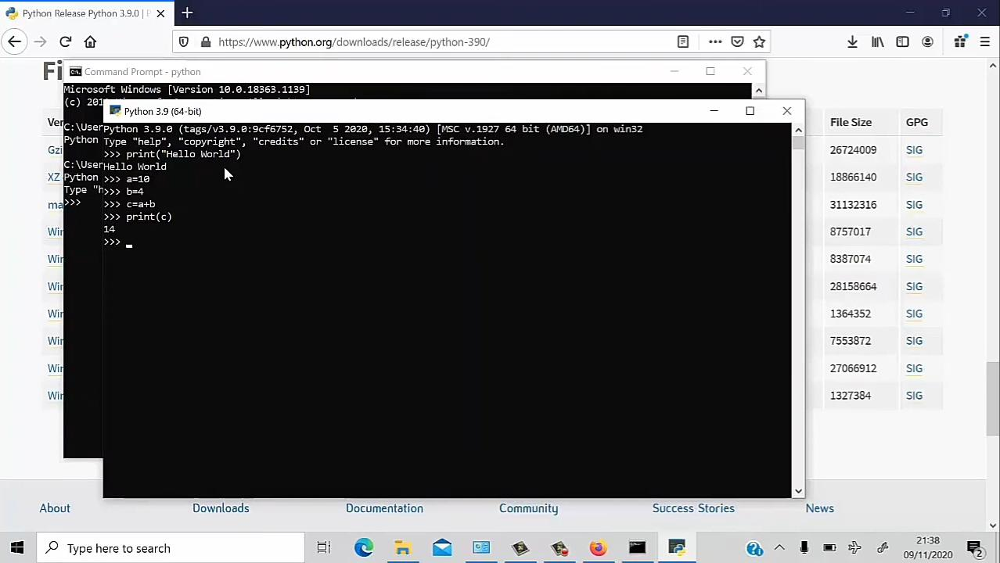 Python Release Python 3.9.0 | P
https://www.python.org/downloads/release/python-390/
Fi
Command Prompt - python
Microsoft Windows [Version 10.0.18363.1139]
(c) 201
Python 3.9 (64-bit)
Ver
File Size
GPG
C:\User
Python
Gzi
C:\User
XZ
Python
Type "h
ma
>>>
Win
Win
Win
Win
Win
Win
Win
Python 3.9.0 (tags/v3.9.0:9cf6752, Oct  5 2020, 15:34:40) [MSC v.1927 64 bit (AMD64)] on win32
Type "help", "copyright", "credits" or "license" for more information.
>>> print("Hello World")
Hello World
>>> a=10
>>> b=4
>>> c=a+b
>>> print(c)
14
>>>
26724009 SIG
18866140 SIG
31132316 SIG
8757017 SIG
8387074 SIG
28158664 SIG
1364352 SIG
7553872 SIG
27066912 SIG
1327384 SIG
About Downloads Documentation Community Success Stories News
Type here to search
21:38
09/11/2020
2